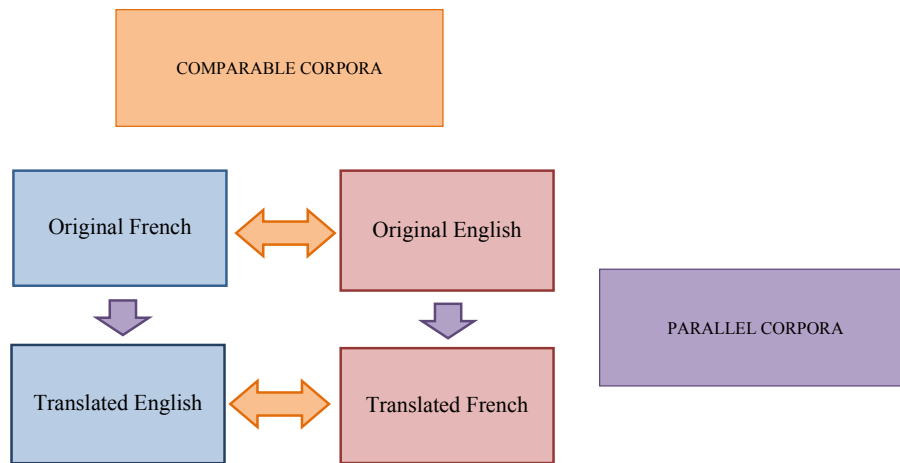 COMPARABLE CORPORA
Original French
Original English
PARALLEL CORPORA
Translated English
Translated French